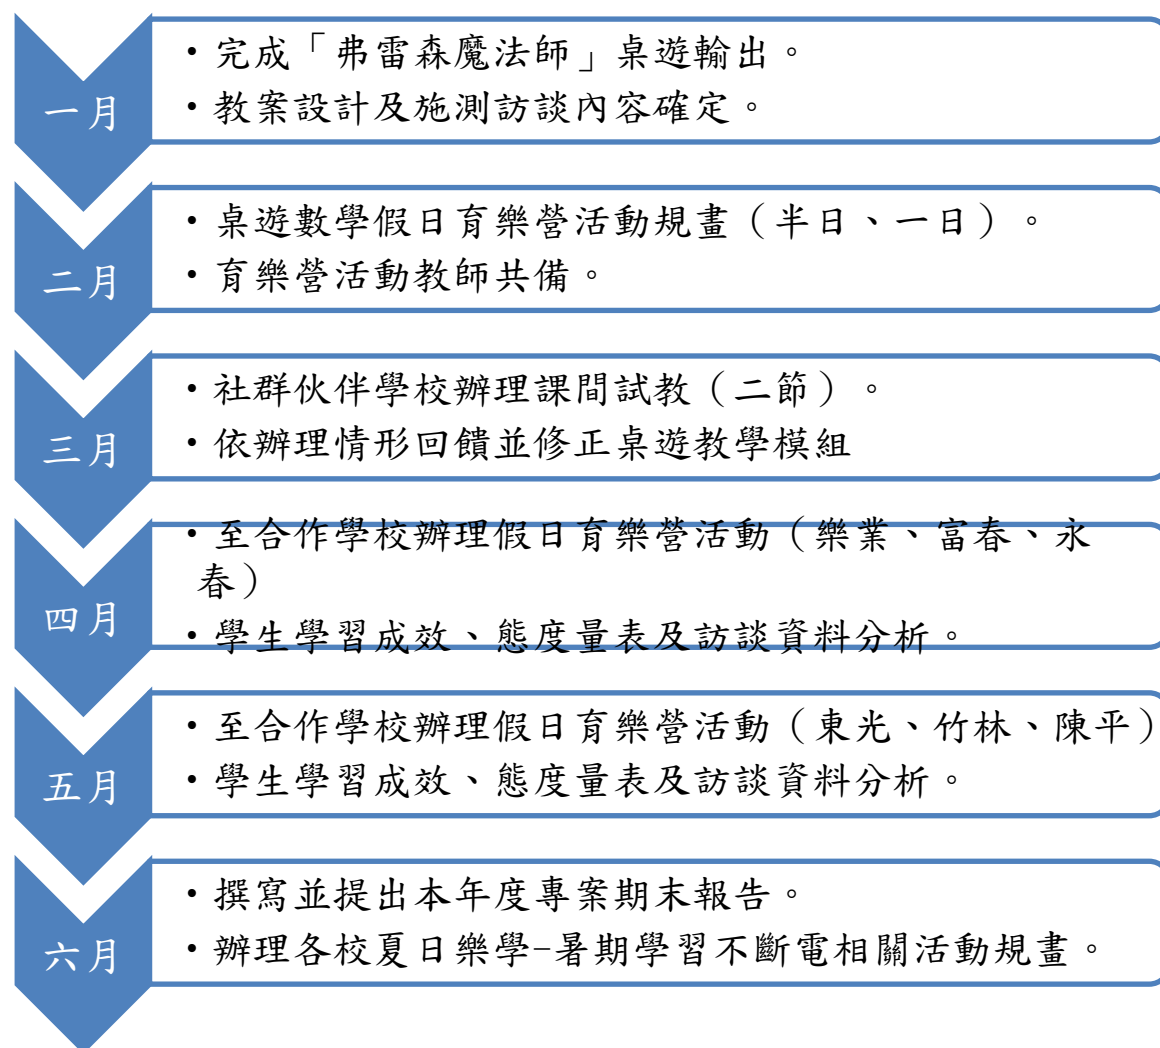 一月
•完成「弗雷森魔法師」桌遊輸出。
•教案設計及施測訪談內容確定。
二月
•桌遊數學假日育樂營活動規畫（半日、一日）。
•育樂營活動教師共備。
三月
•社群伙伴學校辦理課間試教（二節）。
•依辦理情形回饋並修正桌遊教學模組
四月
•至合作學校辦理假日育樂營活動（樂業、富春、永
春）
•學生學習成效、態度量表及訪談資料分析。
五月
•至合作學校辦理假日育樂營活動（東光、竹林、陳平）
•學生學習成效、態度量表及訪談資料分析。
六月
•撰寫並提出本年度專案期末報告。
•辦理各校夏日樂學-暑期學習不斷電相關活動規畫。